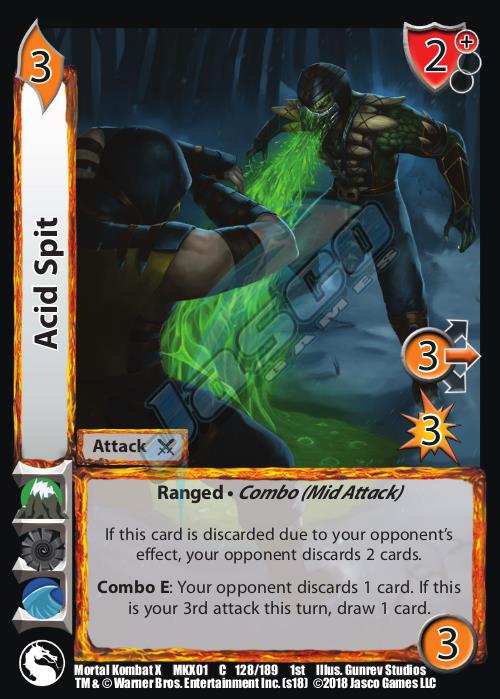 3
2 +
Acid Spit
JASCO
GAMES
3
3
Attack
Ranged • Combo (Mid Attack)
If this card is discarded due to your opponent's
effect, your opponent discards 2 cards.
Combo E: Your opponent discards 1 card. If this
is your 3rd attack this turn, draw 1 card.
3
Mortal Kombat X MKX01 C 128/189 1st Illus. Gunrev Studios
TM & © Warner Bros. Entertainment Inc. (s18) ©2018 Jasco Games LLC